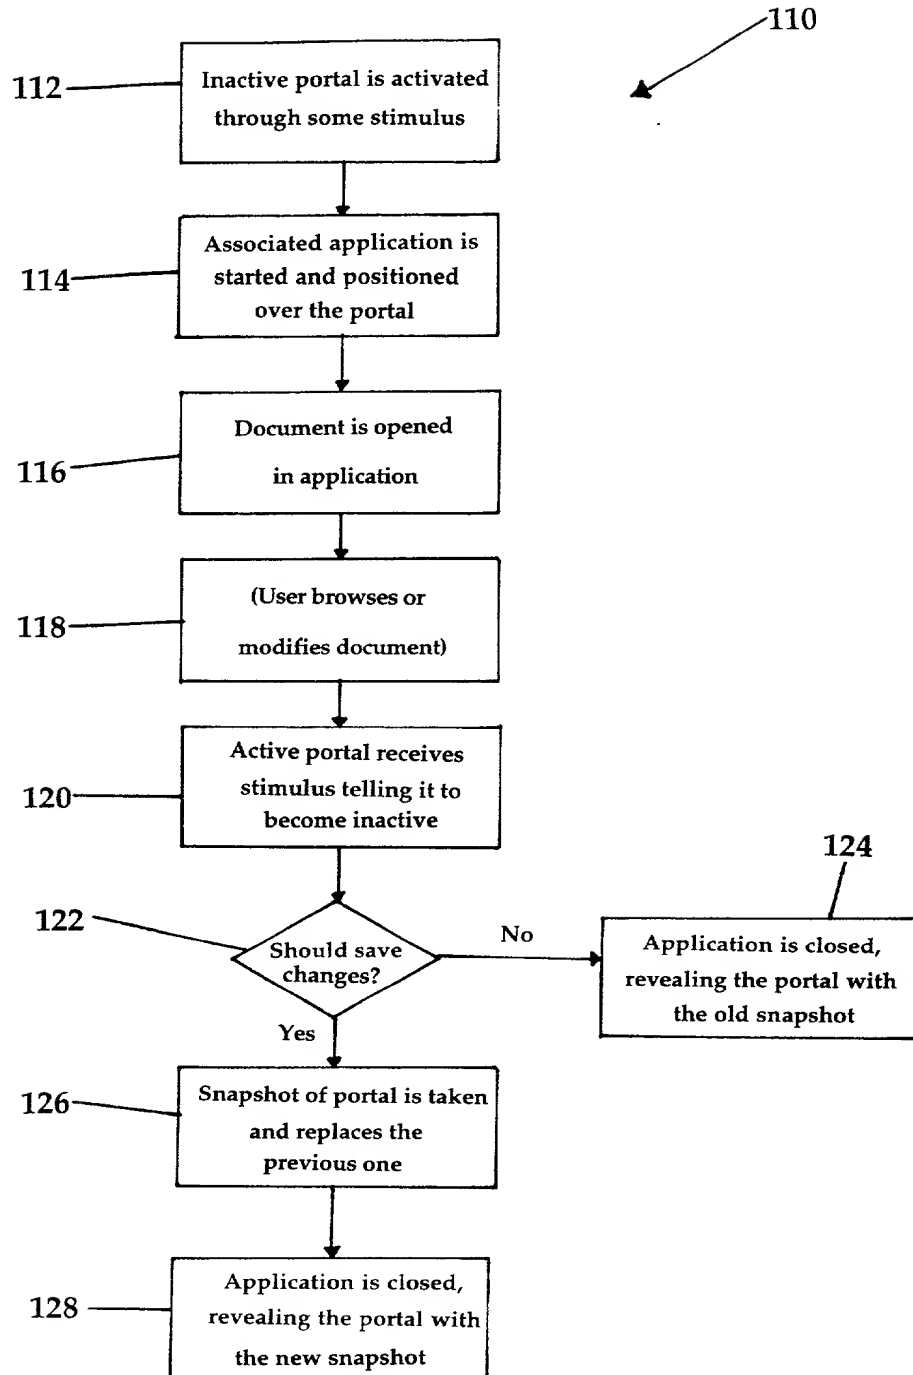 110
112
Inactive portal is activated
through some stimulus
114
Associated application is
started and positioned
over the portal
116
Document is opened
in application
118
(User browses or
modifies document)
120
Active portal receives
stimulus telling it to
become inactive
122
Should save
changes?
No
124
Application is closed,
revealing the portal with
the old snapshot
Yes
126
Snapshot of portal is taken
and replaces the
previous one
128
Application is closed,
revealing the portal with
the new snapshot